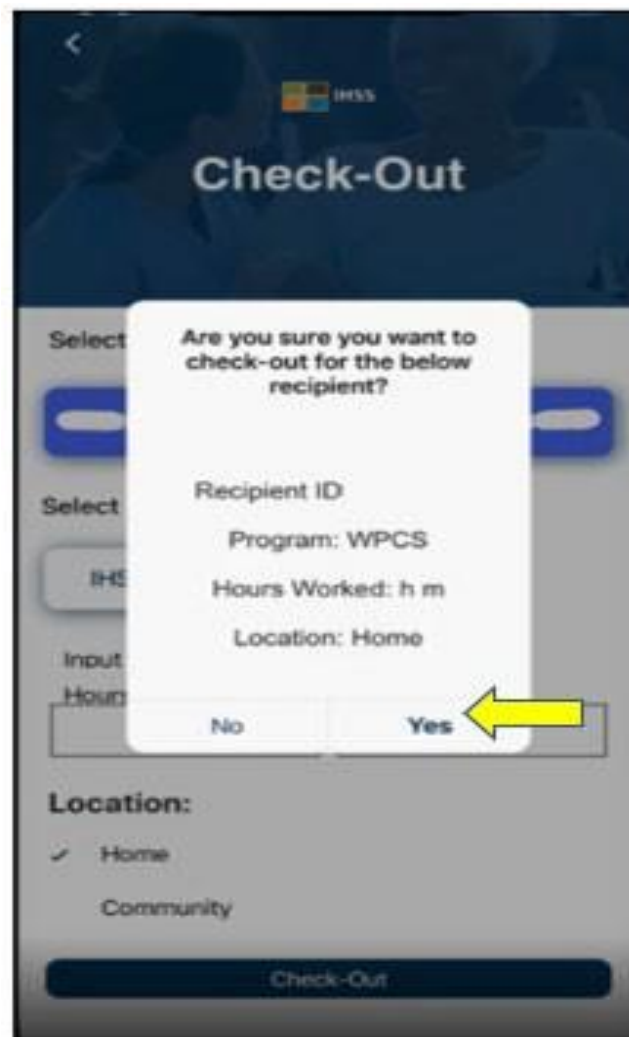 IHSS
Check-Out
Select
Are you sure you want to
check-out for the below
recipient?
Recipient ID
Select
Program: WPCS
IHS
Hours Worked: h m
Location: Home
Input
Hours
No Yes
Location:
✓ Home
Community
Check-Out